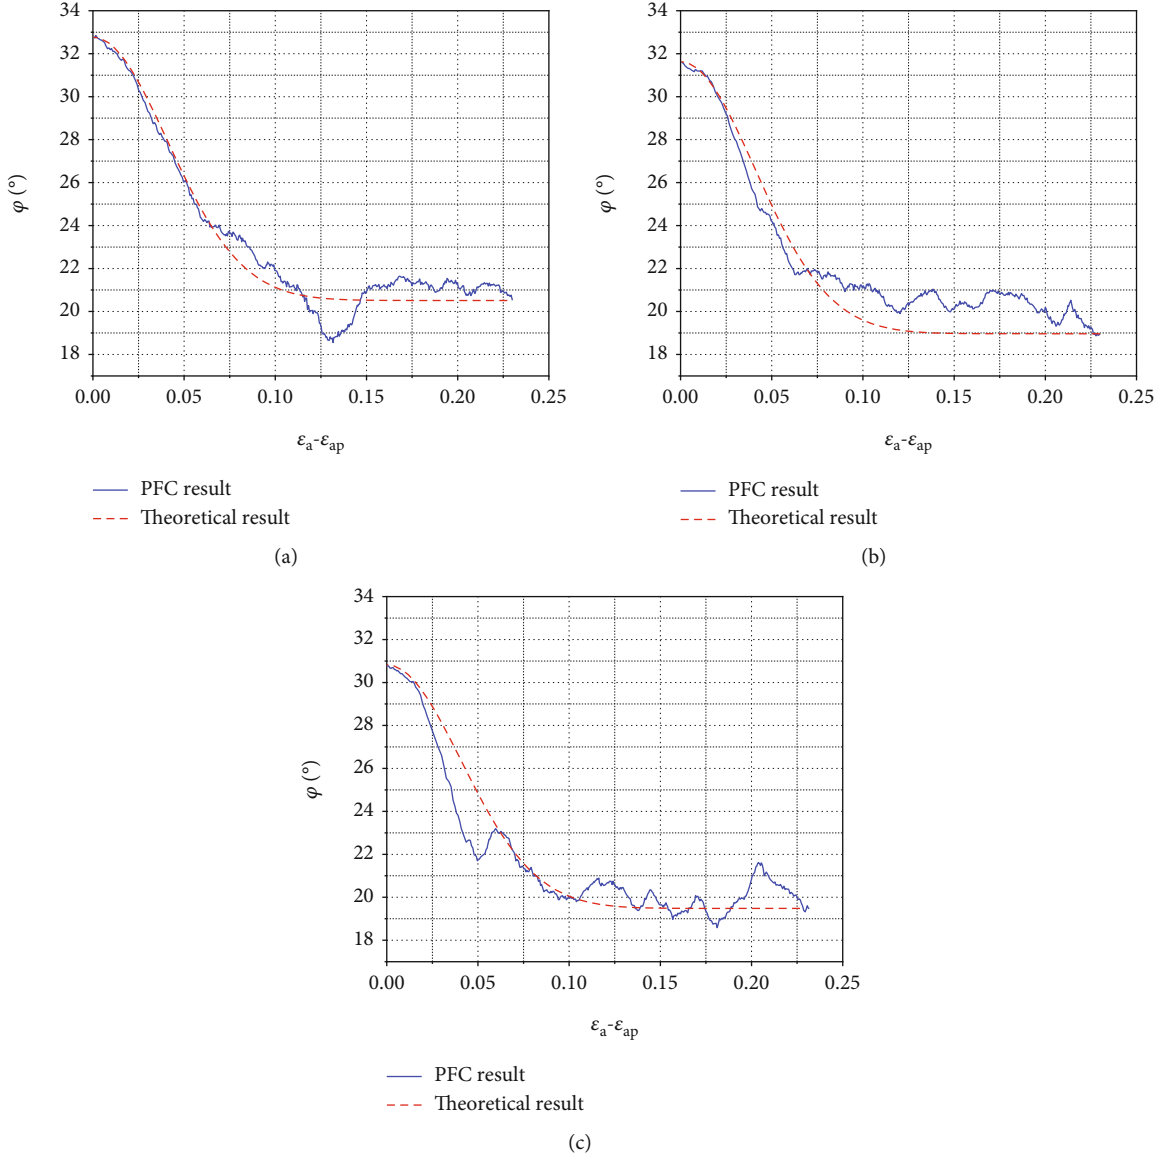 34
32
30
28
26
24
22
20
18
φ (°)
0.00 0.05 0.10 0.15 0.20 0.25
εa-εap
PFC result
Theoretical result
(a)
34
32
30
28
26
24
22
20
18
φ (°)
0.00 0.05 0.10 0.15 0.20 0.25
εa-εap
PFC result
Theoretical result
(b)
34
32
30
28
26
24
22
20
18
φ (°)
0.00 0.05 0.10 0.15 0.20 0.25
εa-εap
PFC result
Theoretical result
(c)